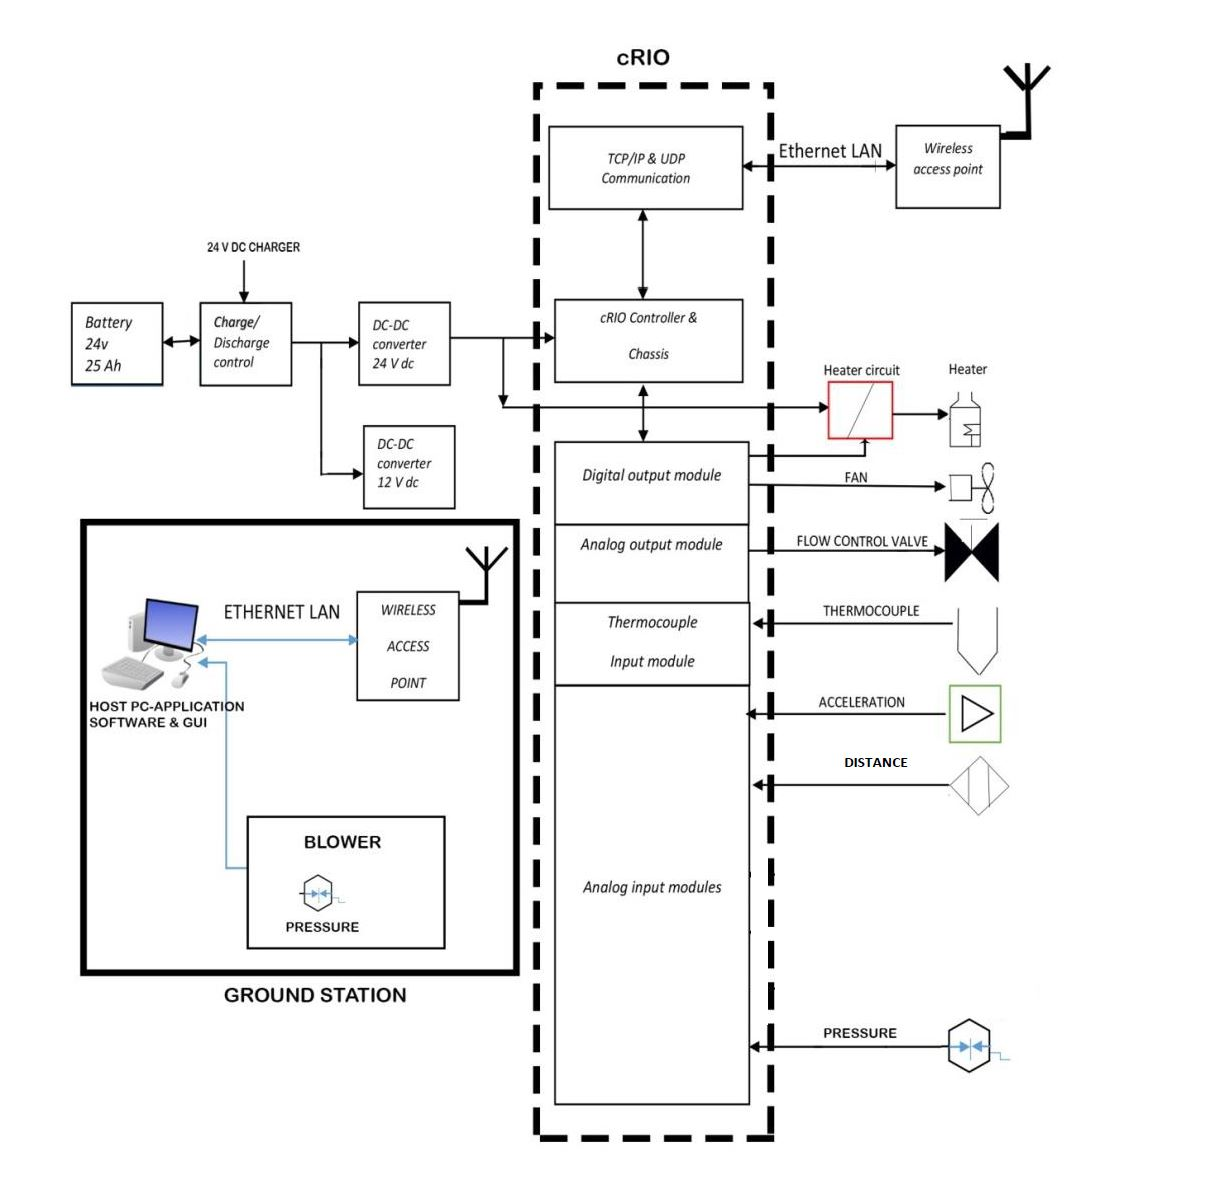 cRIO
TCP/IP & UDP
Communication
Ethernet LAN
Wireless
access point
24 V DC CHARGER
Battery
24v
25 Ah
Charge/
Discharge
control
DC-DC
converter
24 V dc
cRIO Controller &
Chassis
Heater circuit
Heater
DC-DC
converter
12 V dc
Digital output module
FAN
Analog output module
FLOW CONTROL VALVE
Thermocouple
Input module
THERMOCOUPLE
ACCELERATION
DISTANCE
Analog input modules
PRESSURE
ETHERNET LAN
WIRELESS
ACCESS
POINT
HOST PC-APPLICATION
SOFTWARE & GUI
BLOWER
PRESSURE
GROUND STATION